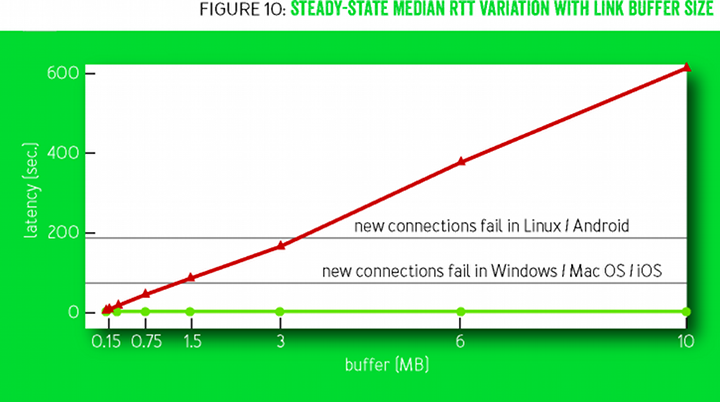 FIGURE 10: STEADY-STATE MEDIAN RTT VARIATION WITH LINK BUFFER SIZE
600
400
200
0
latency (sec.)
new connections fail in Linux / Android
new connections fail in Windows / Mac OS / iOS
0.15 0.75 1.5 3 6 10
buffer (MB)